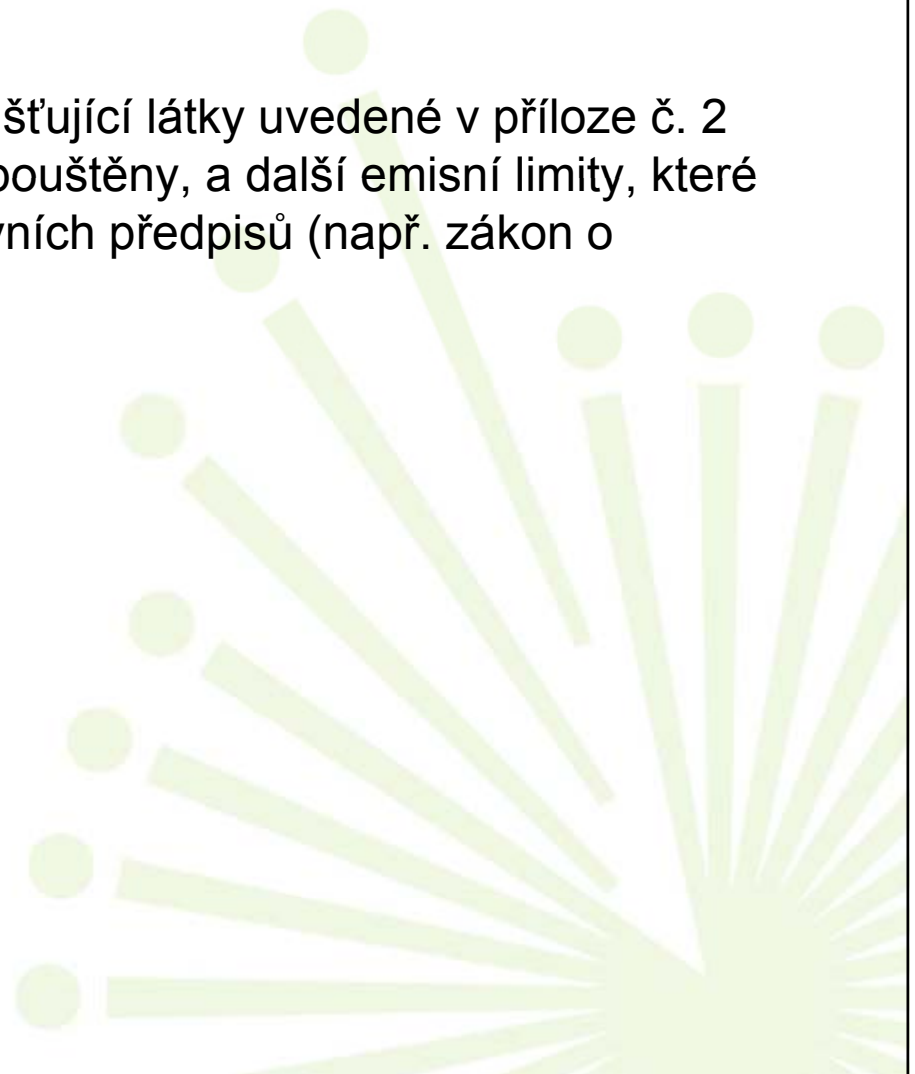 šťující látky uvedené v příloze č. 2
pouštěny, a další emisní limity, které
vních předpisů (např. zákon o